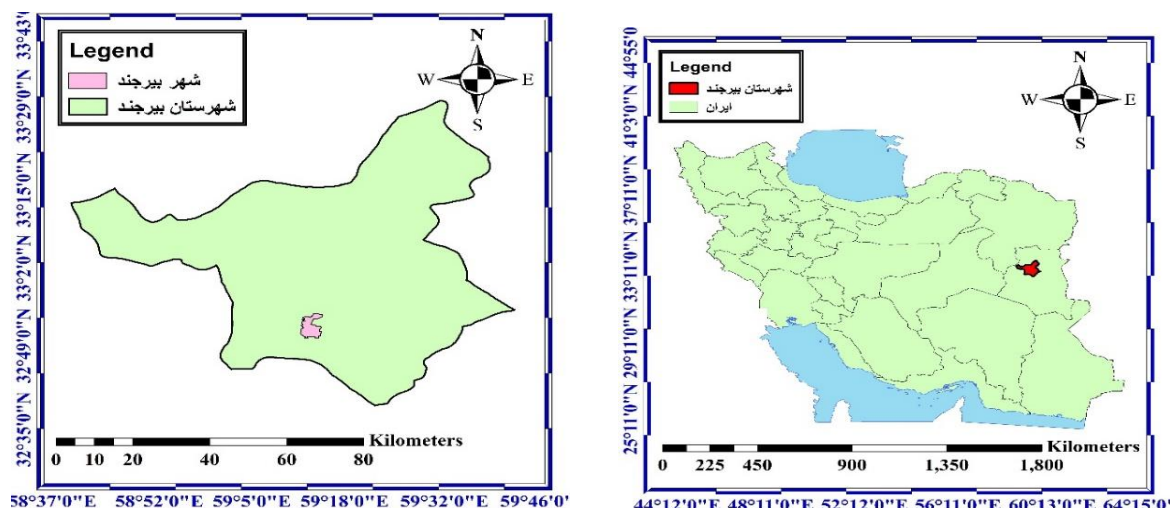 Legend
شهر بیرجند
شهرستان بیرجند
N
W
E
S
33°43'
33°29'0"N
33°15'0"N
33°2'0"N
32°49'0"N
32°35'0"N
Kilometers
0 10 20 40 60 80
58°37'0"E 58°52'0"E 59°5'0"E 59°18'0"E 59°32'0"E 59°46'0'
Legend
شهرستان بیرجند
ایران
N
W
E
S
44°55'0
41°3'0"N
37°11'0"N
33°11'0"N
29°11'0"N
25°11'0"N
Kilometers
0 225 450 900 1,350 1,800
44°12'0"E 48°11'0"E 52°12'0"E 56°11'0"E 60°13'0"E 64°15'0'